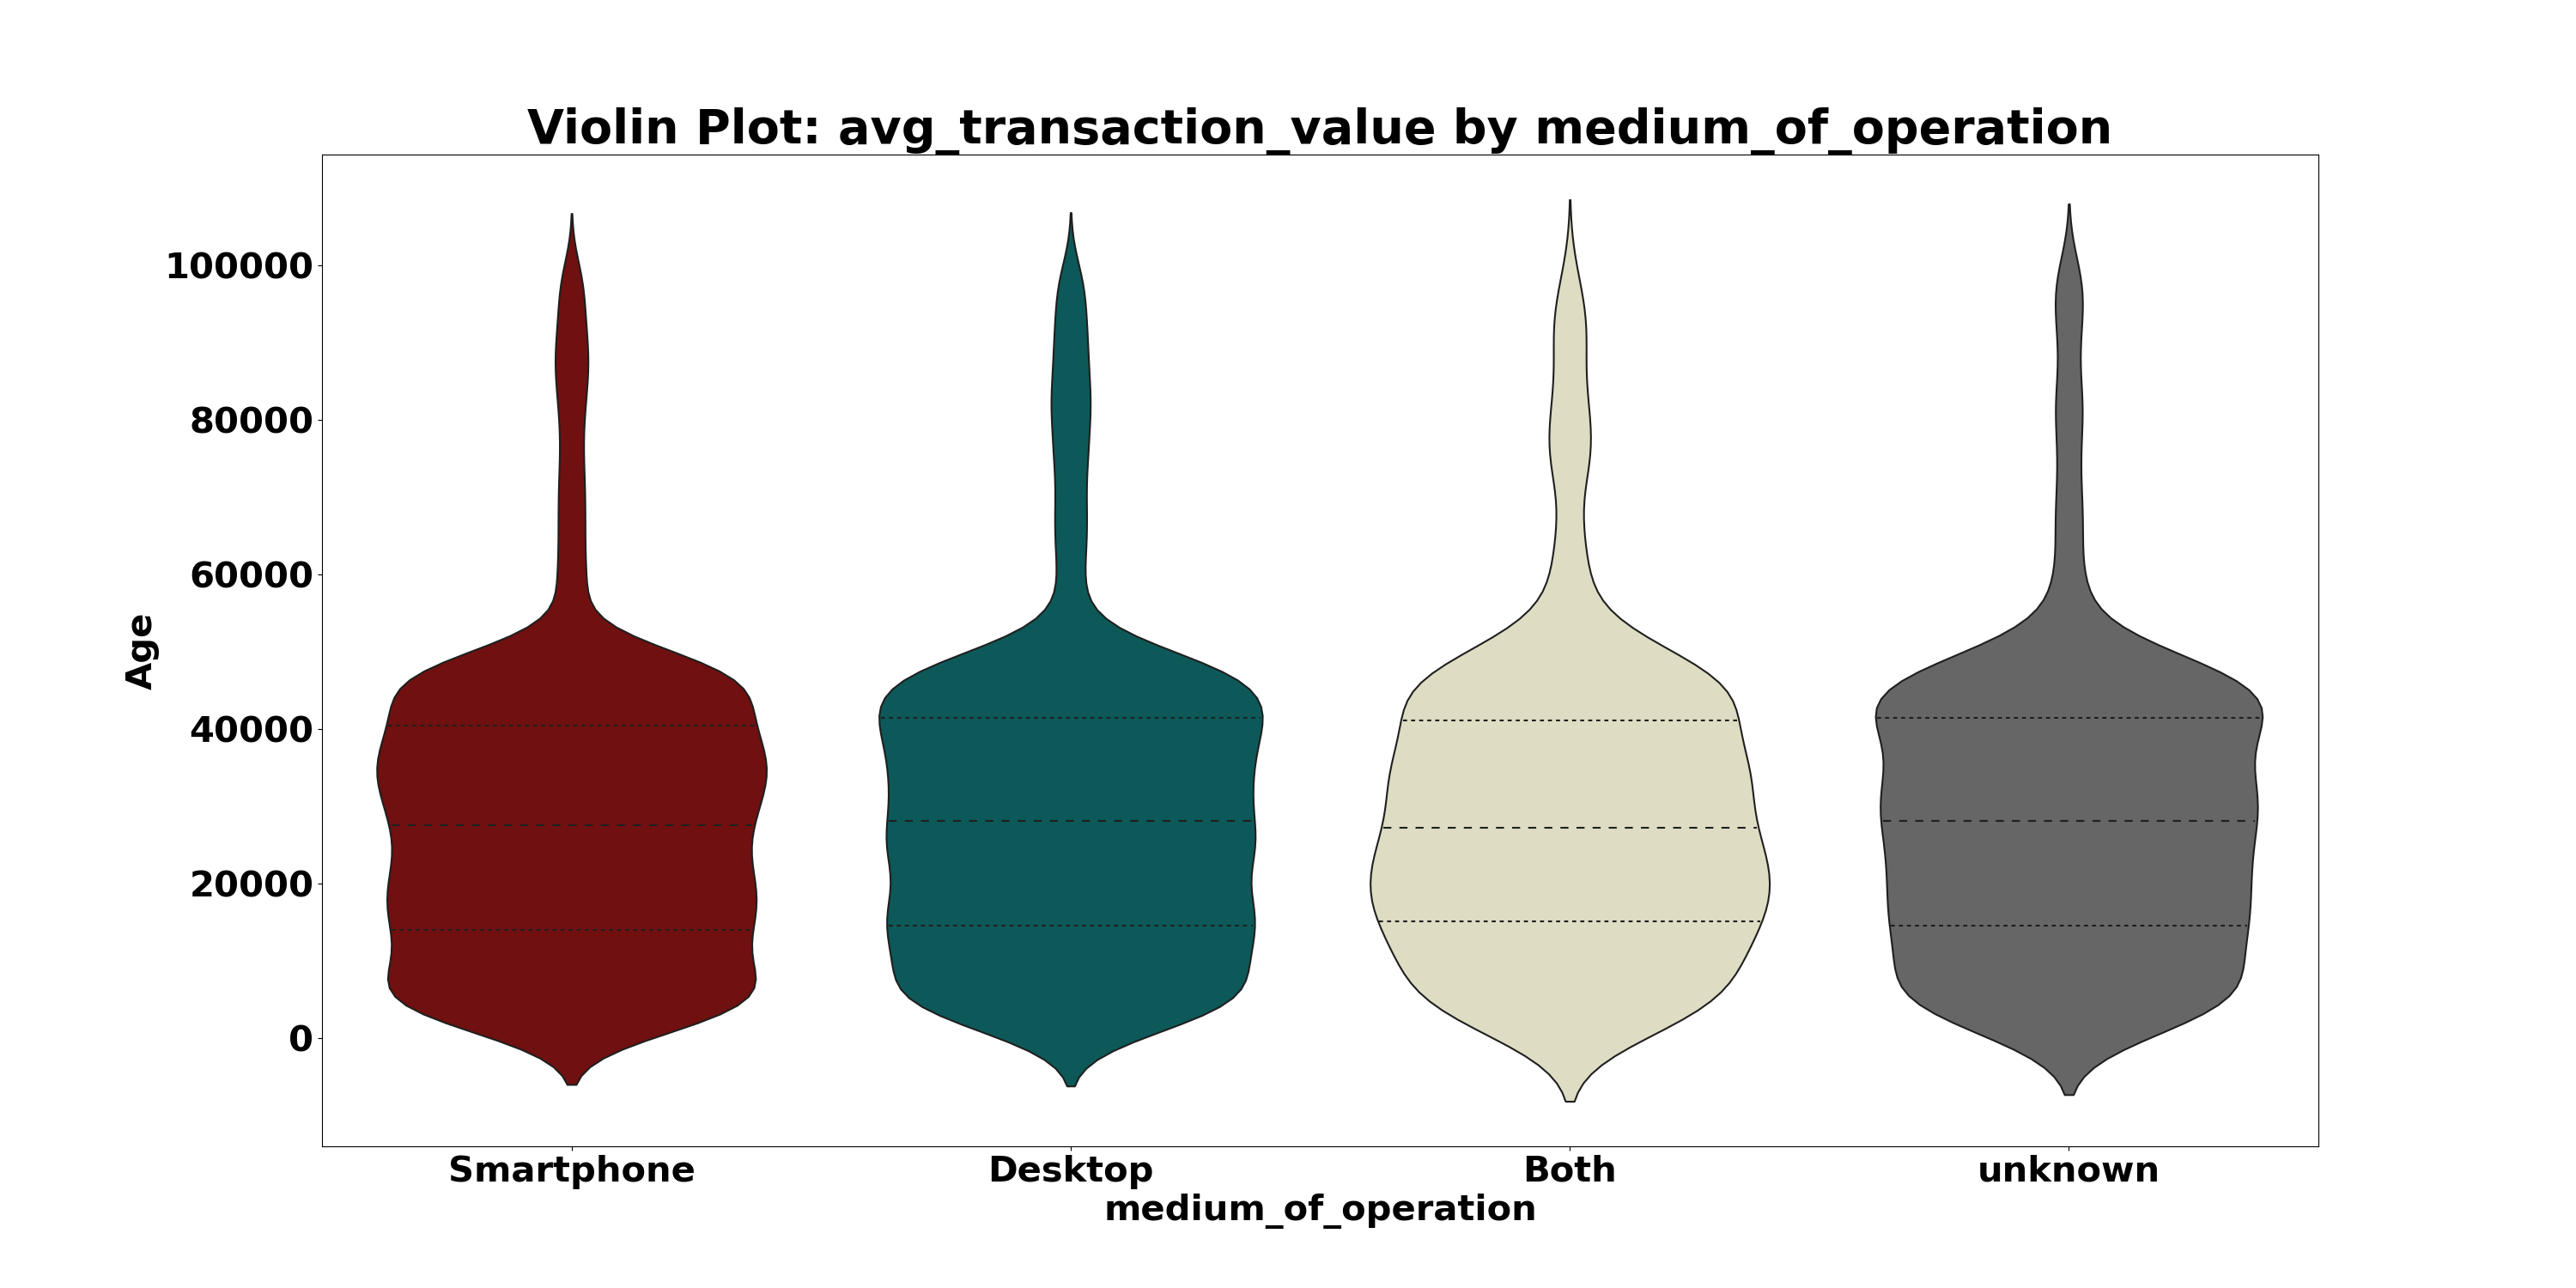 Violin Plot: avg_transaction_value by medium_of_operation
Age
100000
80000
60000
40000
20000
0
Smartphone Desktop Both unknown
medium_of_operation